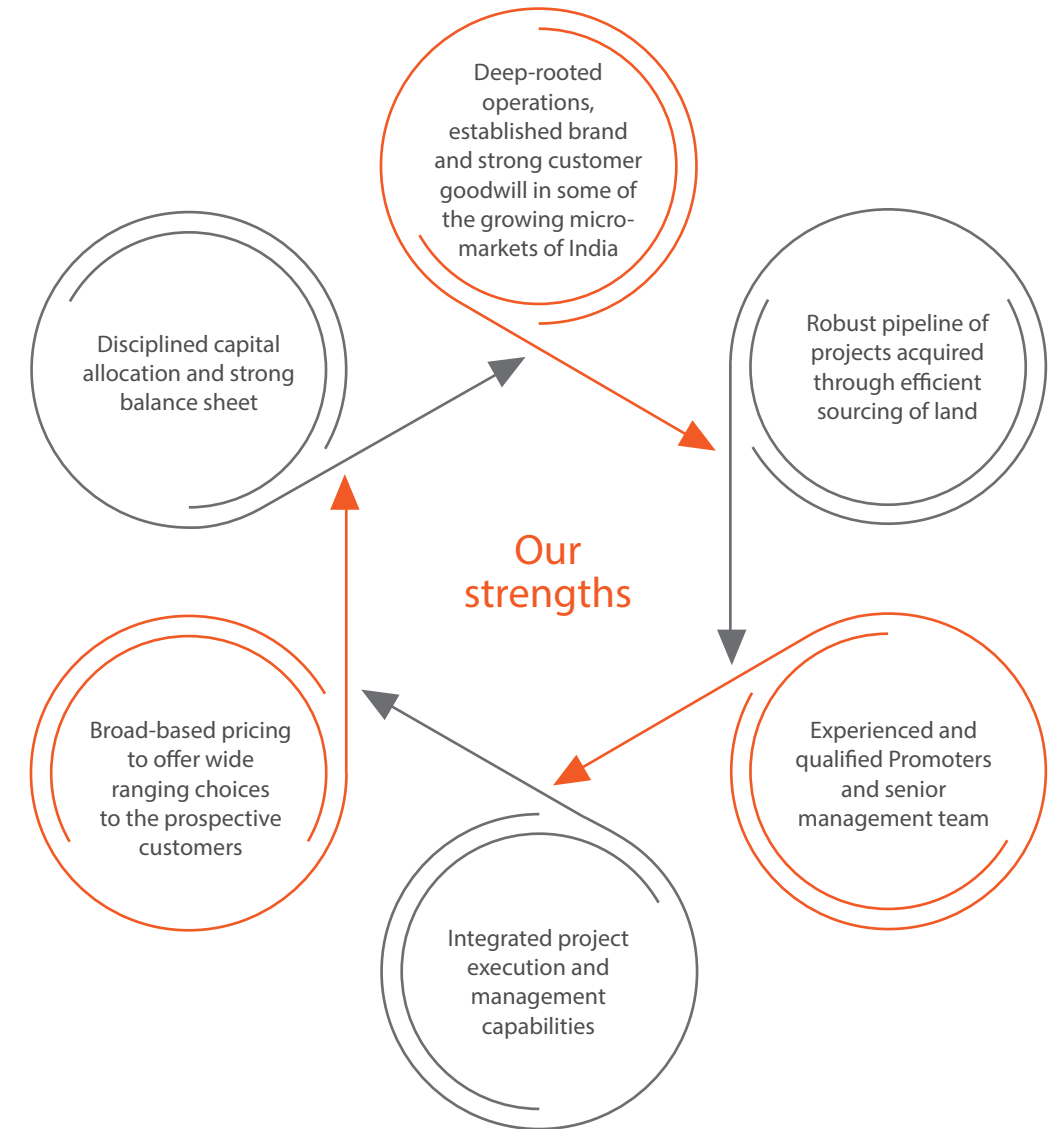 Our
strengths
Deep-rooted
operations,
established brand
and strong customer
goodwill in some of
the growing micro-
markets of India
Robust pipeline of
projects acquired
through efficient
sourcing of land
Experienced and
qualified Promoters
and senior
management team
Integrated project
execution and
management
capabilities
Broad-based pricing
to offer wide
ranging choices
to the prospective
customers
Disciplined capital
allocation and strong
balance sheet